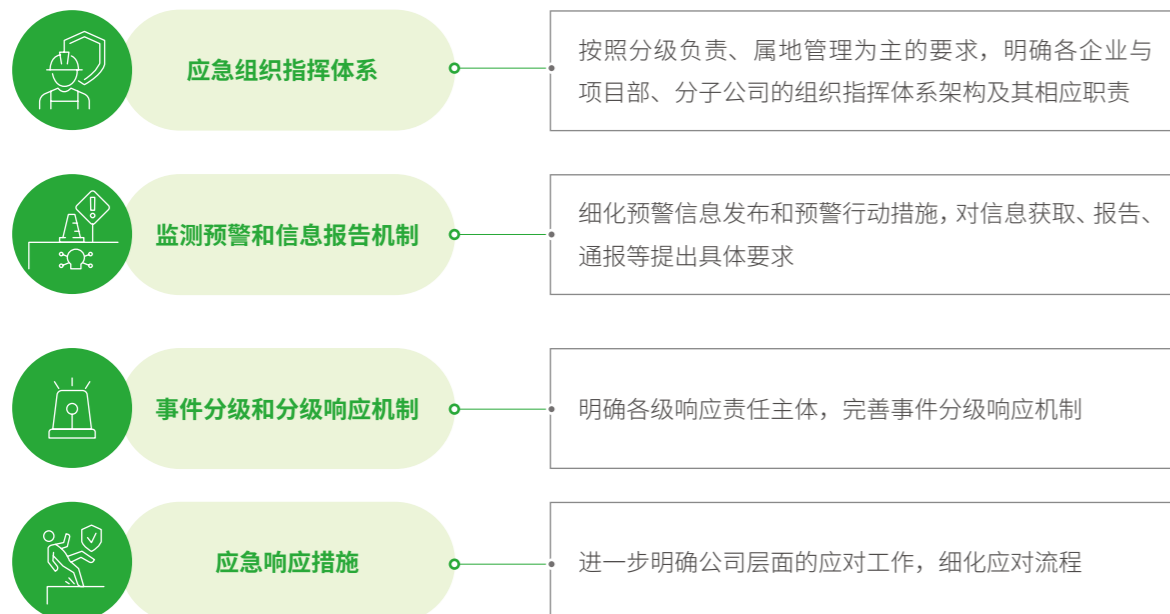 应急组织指挥体系
按照分级负责、属地管理为主的要求，明确各企业与
项目部、分子公司的组织指挥体系架构及其相应职责
监测预警和信息报告机制
细化预警信息发布和预警行动措施，对信息获取、报告、
通报等提出具体要求
事件分级和分级响应机制
明确各级响应责任主体，完善事件分级响应机制
应急响应措施
进一步明确公司层面的应对工作，细化应对流程